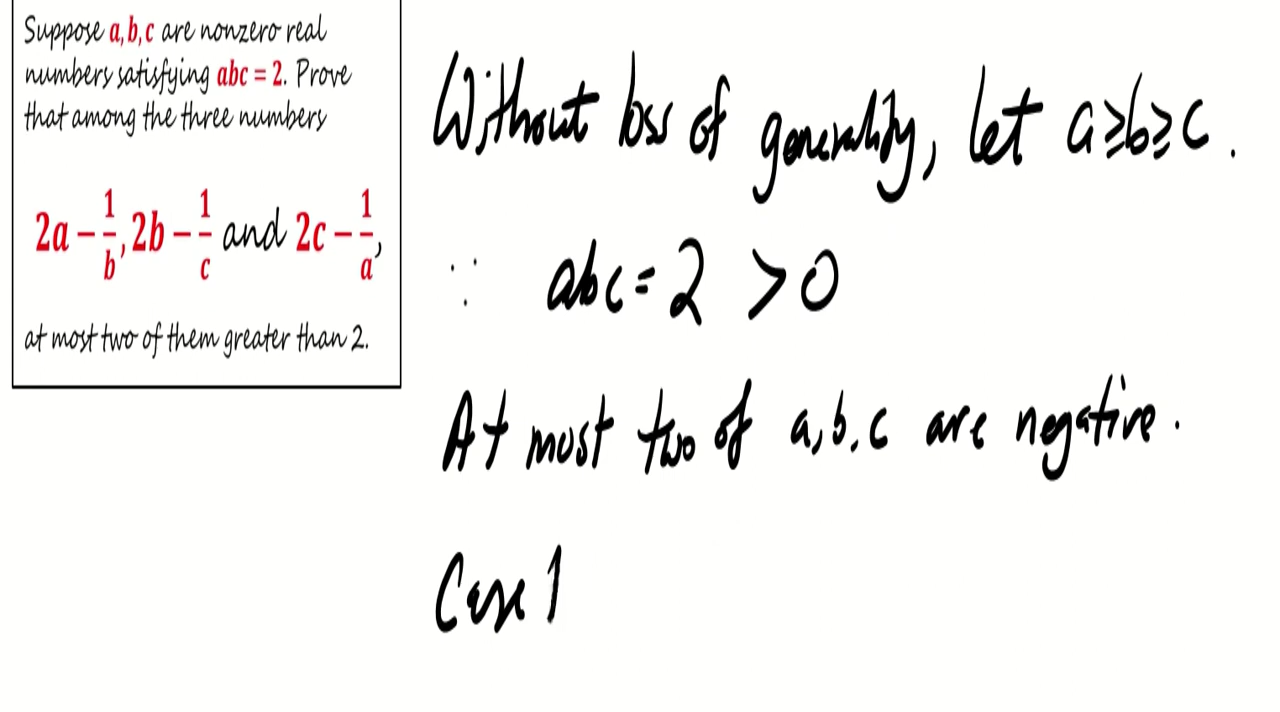 Suppose a,b,c are nonzero real
numbers satisfying abc = 2. Prove
that among the three numbers
2a − 1/b, 2b − 1/c and 2c − 1/a,
at most two of them greater than 2.
Without loss of generality, let a≥b≥c.
∵ abc = 2 > 0
At most two of a,b,c are negative.
Case 1